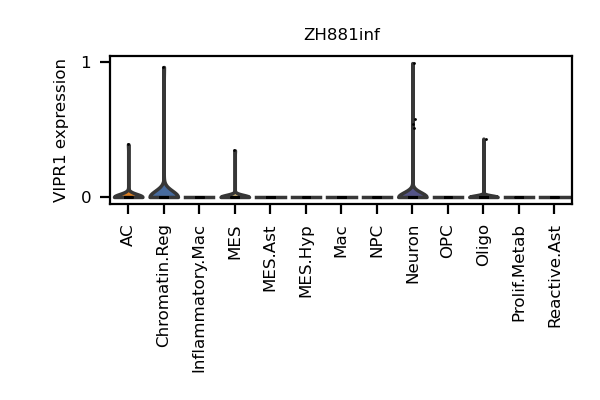 ZH881inf
VIPR1 expression
1
0
AC
Chromatin.Reg
Inflammatory.Mac
MES
MES.Ast
MES.Hyp
Mac
NPC
Neuron
OPC
Oligo
Prolif.Metab
Reactive.Ast